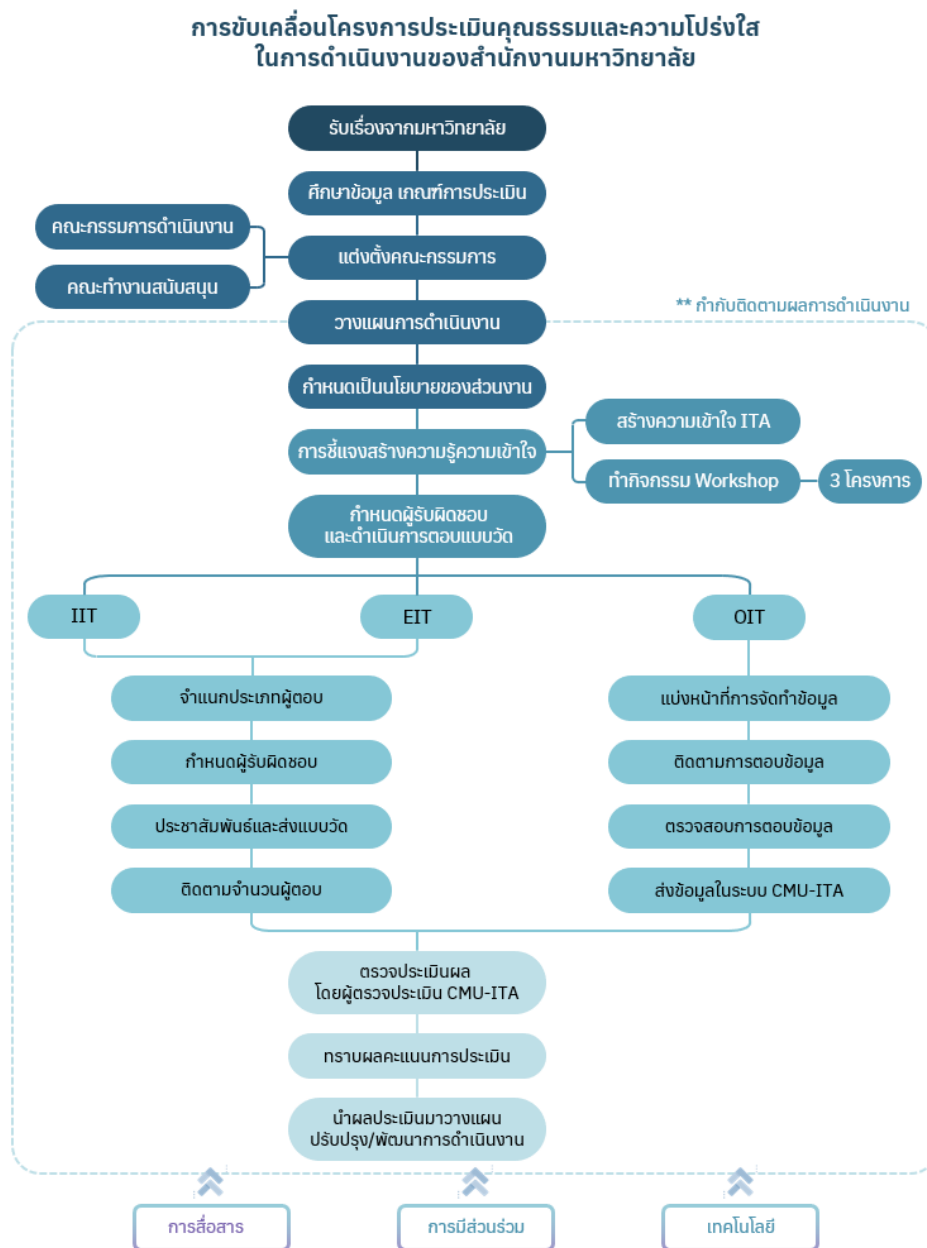 การขับเคลื่อนโครงการประเมินคุณธรรมและความโปร่งใส
ในการดำเนินงานของสำนักงานมหาวิทยาลัย
รับเรื่องจากมหาวิทยาลัย
ศึกษาข้อมูล เกณฑ์การประเมิน
คณะกรรมการดำเนินงาน
แต่งตั้งคณะกรรมการ
คณะทำงานสนับสนุน
** กำกับติดตามผลการดำเนินงาน
วางแผนการดำเนินงาน
กำหนดเป็นนโยบายของส่วนงาน
สร้างความเข้าใจ ITA
การชี้แจงสร้างความรู้ความเข้าใจ
ทำกิจกรรม Workshop
3 โครงการ
กำหนดผู้รับผิดชอบ
และดำเนินการตอบแบบวัด
IIT
EIT
OIT
จำแนกประเภทผู้ตอบ
กำหนดผู้รับผิดชอบ
ประชาสัมพันธ์และส่งแบบวัด
ติดตามจำนวนผู้ตอบ
แบ่งหน้าที่การจัดทำข้อมูล
ติดตามการตอบข้อมูล
ตรวจสอบการตอบข้อมูล
ส่งข้อมูลในระบบ CMU-ITA
ตรวจประเมินผล
โดยผู้ตรวจประเมิน CMU-ITA
ทราบผลคะแนนการประเมิน
นำผลประเมินมาวางแผน
ปรับปรุง/พัฒนาการดำเนินงาน
การสื่อสาร
การมีส่วนร่วม
เทคโนโลยี